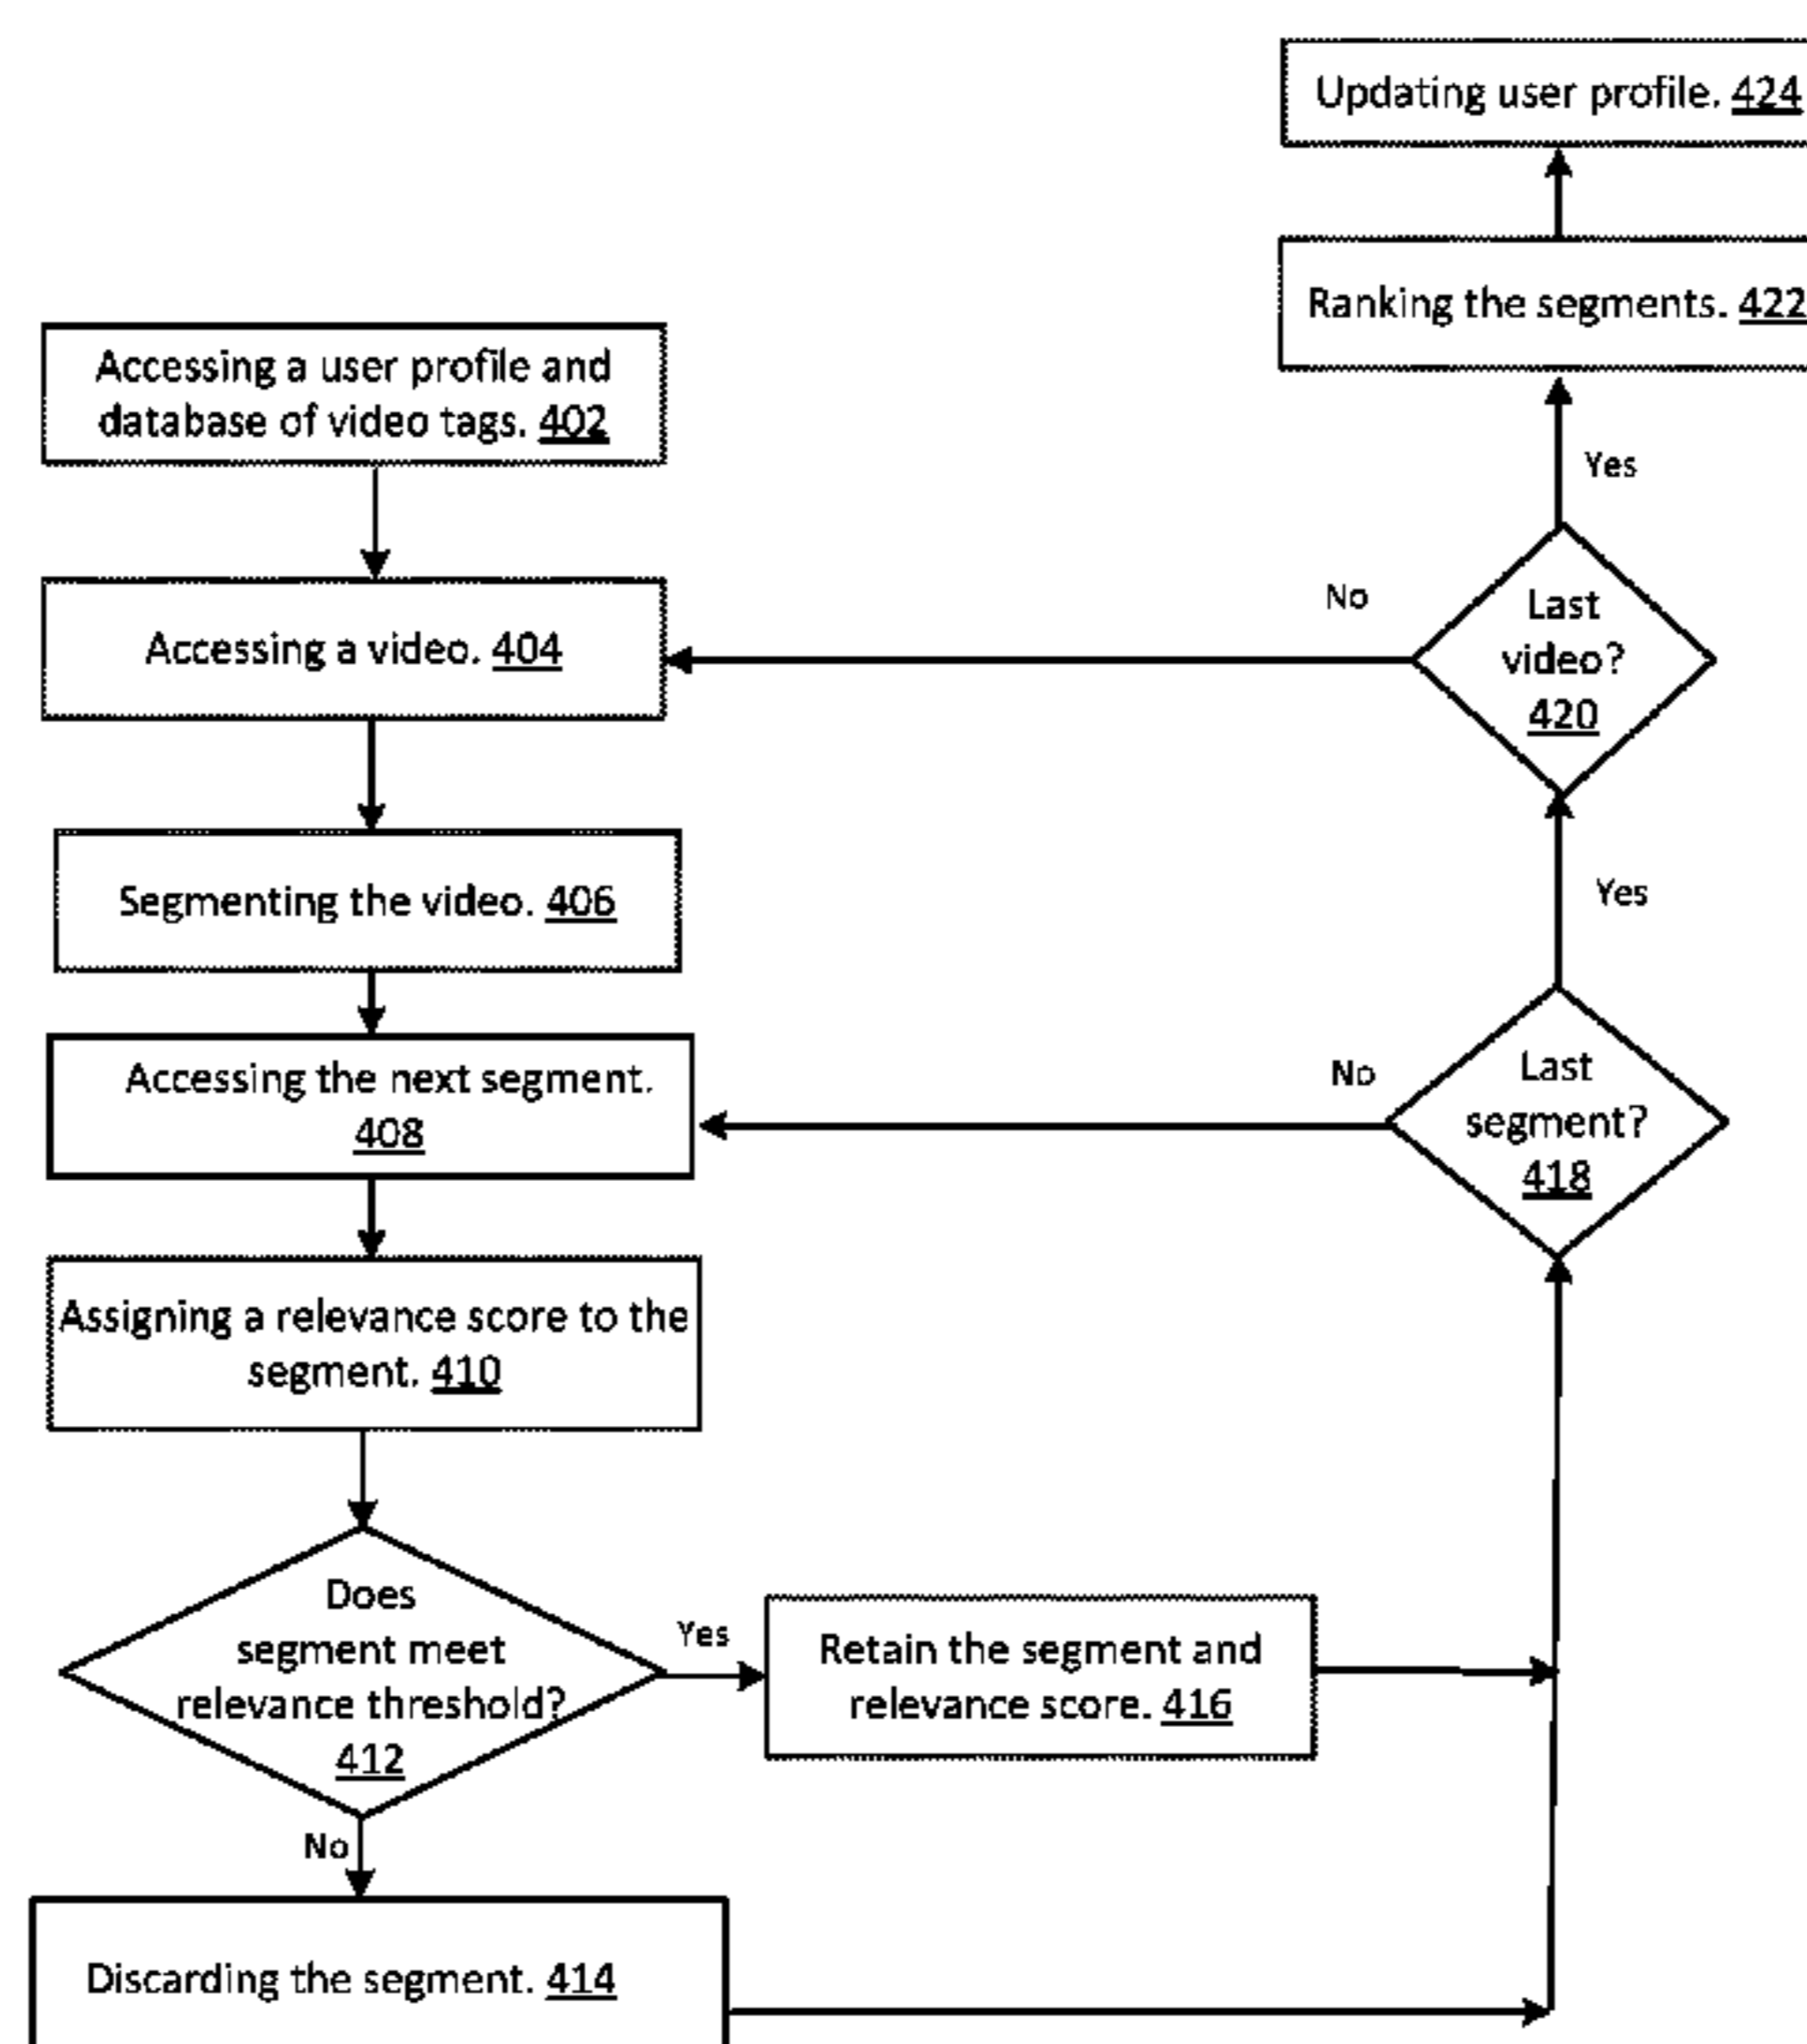 Updating user profile. 424
Ranking the segments. 422
Accessing a user profile and
database of video tags. 402
Yes
No
Last
video?
420
Accessing a video. 404
Yes
Segmenting the video. 406
No
Last
segment?
418
Accessing the next segment.
408
Assigning a relevance score to the
segment. 410
Does
segment meet
relevance threshold?
412
Yes
Retain the segment and
relevance score. 416
No
Discarding the segment. 414